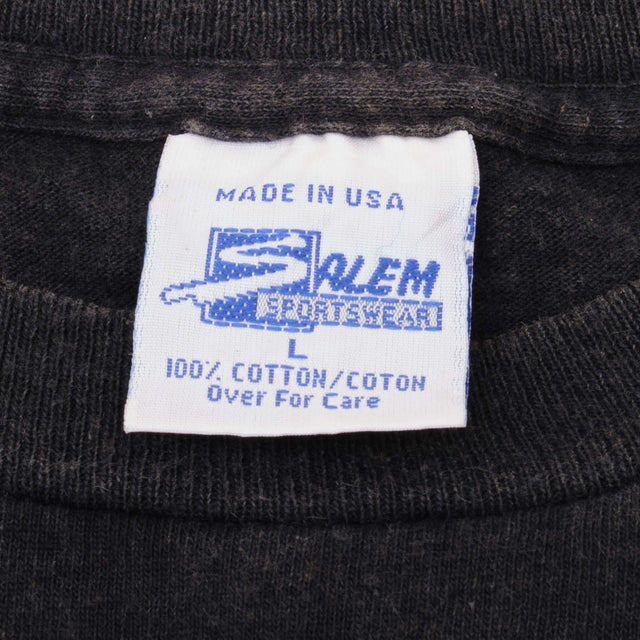 MADE IN USA
SALEM
SPORTSWEAR
L
100% COTTON/COTON
Over For Care